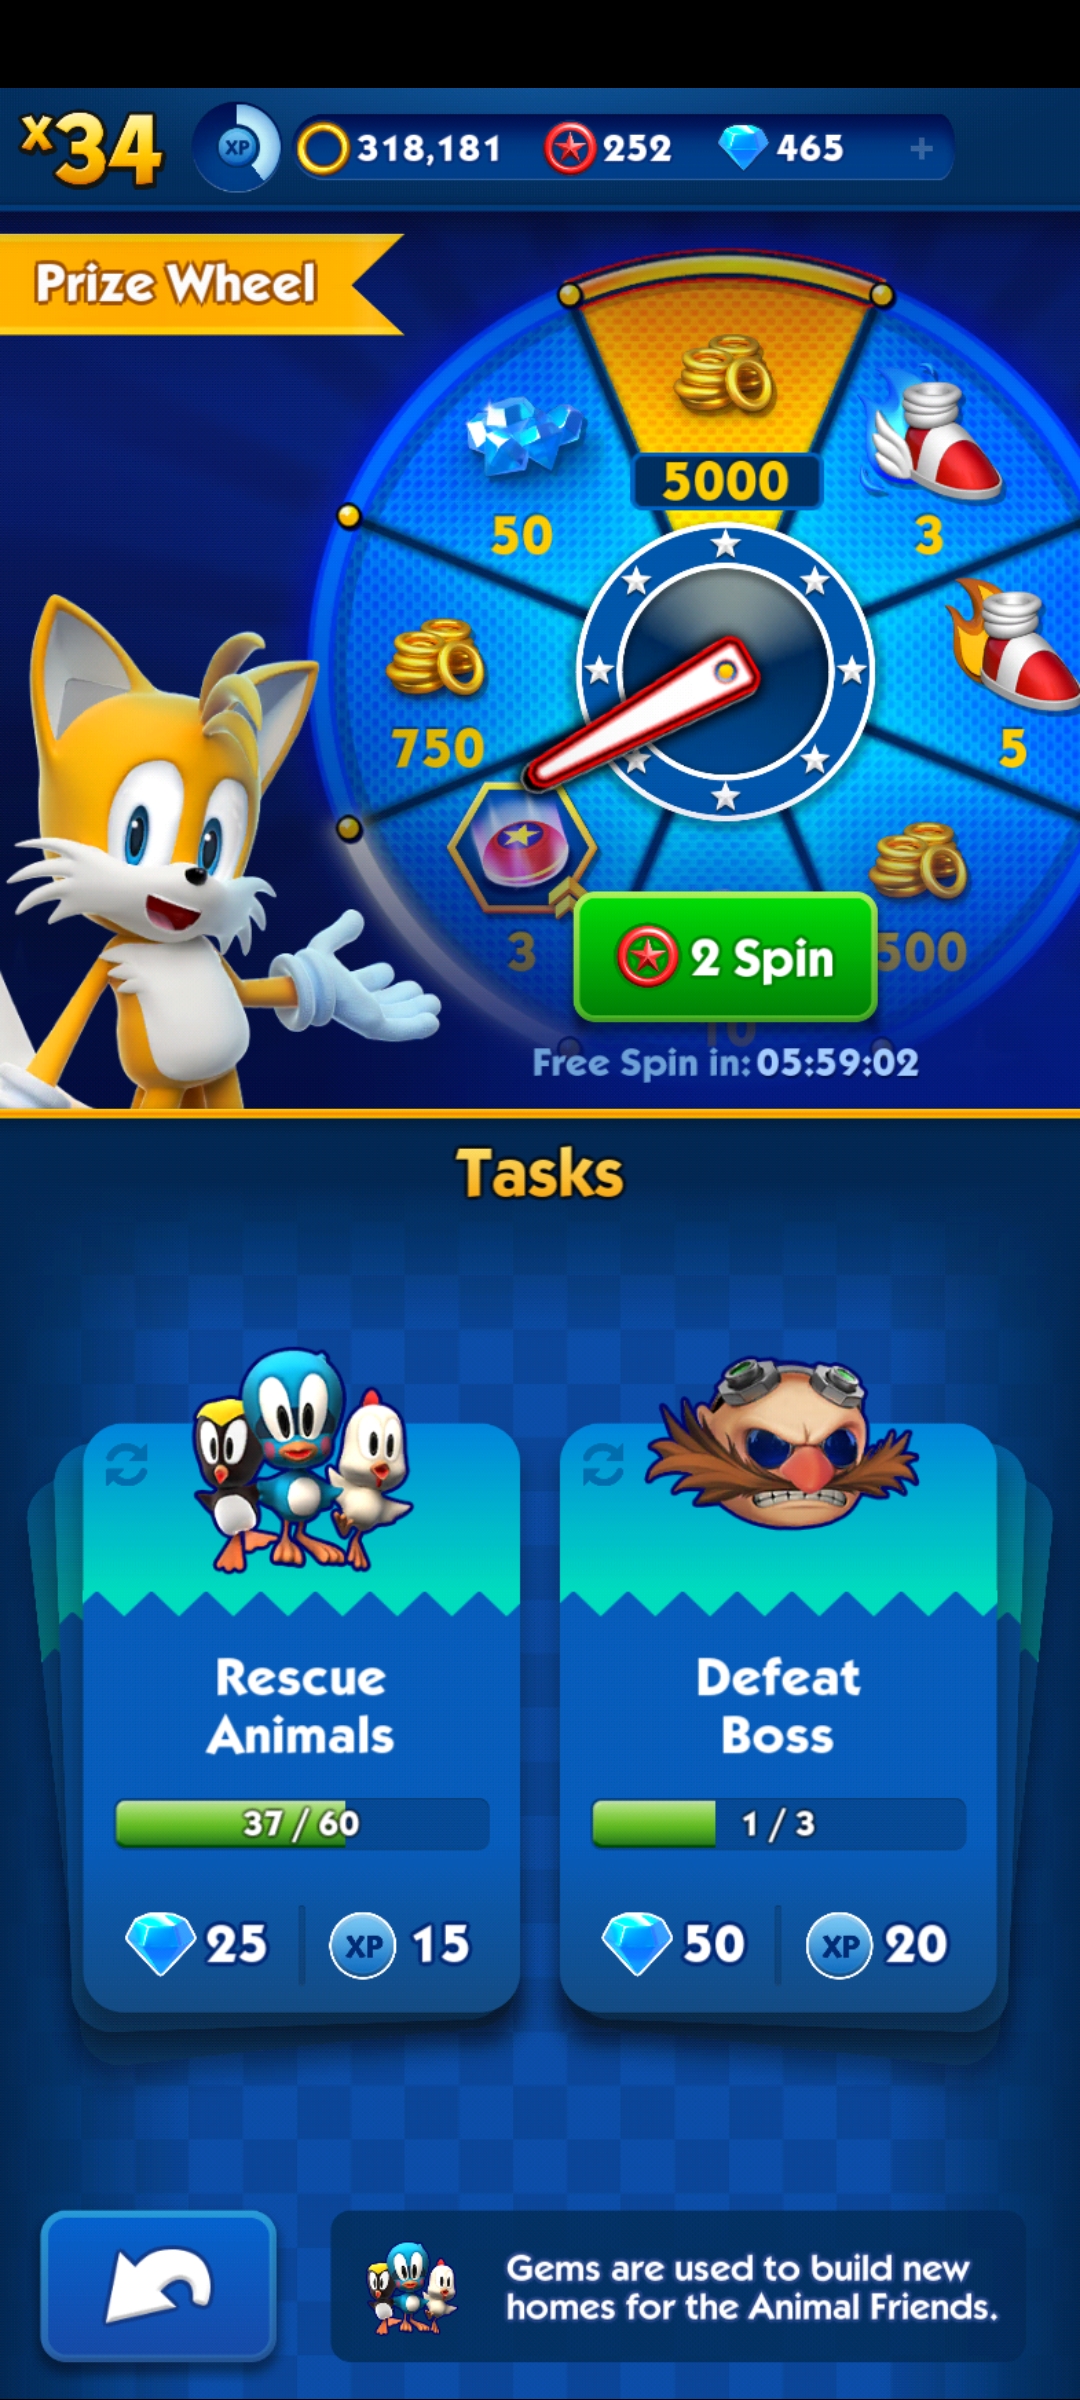 x34
XP
318,181
252
465
+
Prize Wheel
5000
50
3
750
5
3
500
2 Spin
10
Free Spin in: 05:59:02
Tasks
Rescue
Animals
37 / 60
25
XP 15
Defeat
Boss
1 / 3
50
XP 20
Gems are used to build new
homes for the Animal Friends.